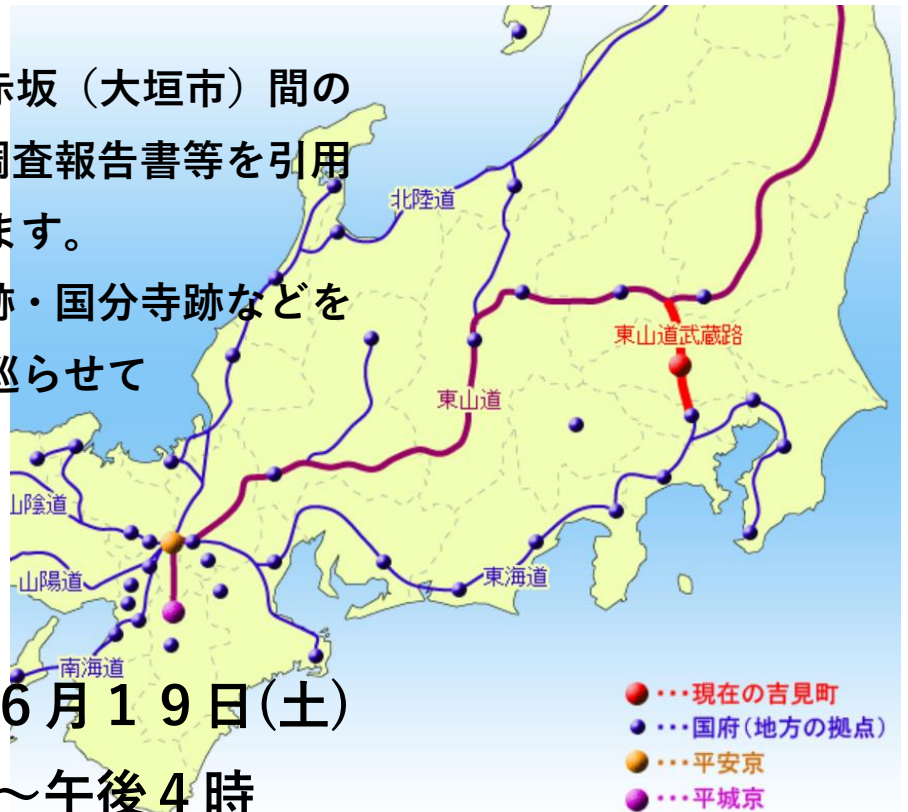 赤坂（大垣市）間の
調査報告書等を引用
ます。
跡・国分寺跡などを
巡らせて
北陸道
東山道武蔵路
東山道
山陰道
山陽道
東海道
南海道
６月１９日(土)
～午後４時
●･･･現在の吉見町
●･･･国府(地方の拠点)
●･･･平安京
●･･･平城京